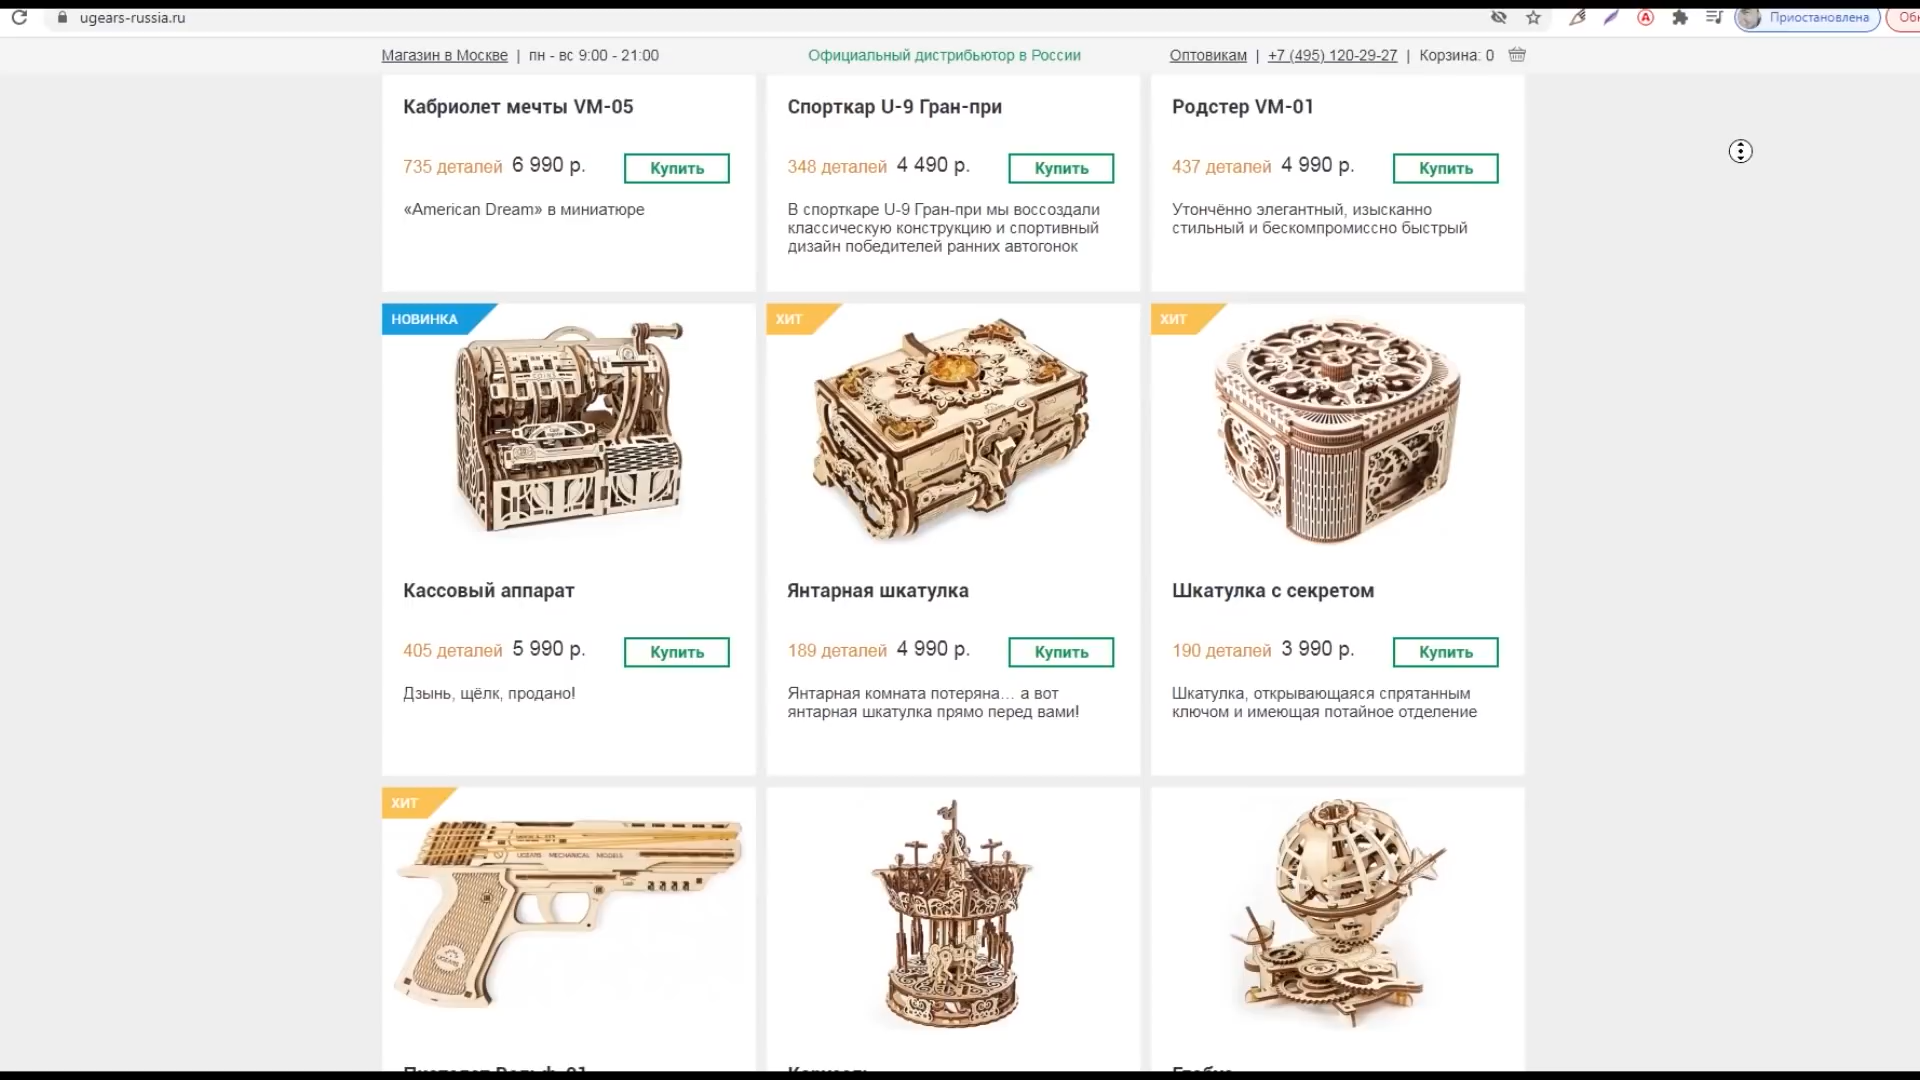 ugears-russia.ru
Приостановлена
Магазин в Москве | пн - вс 9:00 - 21:00
Официальный дистрибьютор в России
Оптовикам | +7 (495) 120-29-27 | Корзина: 0
Кабриолет мечты VM-05
735 деталей 6 990 р.
Купить
«American Dream» в миниатюре
Спорткар U-9 Гран-при
348 деталей 4 490 р.
Купить
В спорткаре U-9 Гран-при мы воссоздали
классическую конструкцию и спортивный
дизайн победителей ранних автогонок
Родстер VM-01
437 деталей 4 990 р.
Купить
Утончённо элегантный, изысканно
стильный и бескомпромиссно быстрый
НОВИНКА
Кассовый аппарат
405 деталей 5 990 р.
Купить
Дзынь, щёлк, продано!
ХИТ
Янтарная шкатулка
189 деталей 4 990 р.
Купить
Янтарная комната потеряна... а вот
янтарная шкатулка прямо перед вами!
ХИТ
Шкатулка с секретом
190 деталей 3 990 р.
Купить
Шкатулка, открывающаяся спрятанным
ключом и имеющая потайное отделение
ХИТ
UGEARS MECHANICAL MODELS
UGEARS